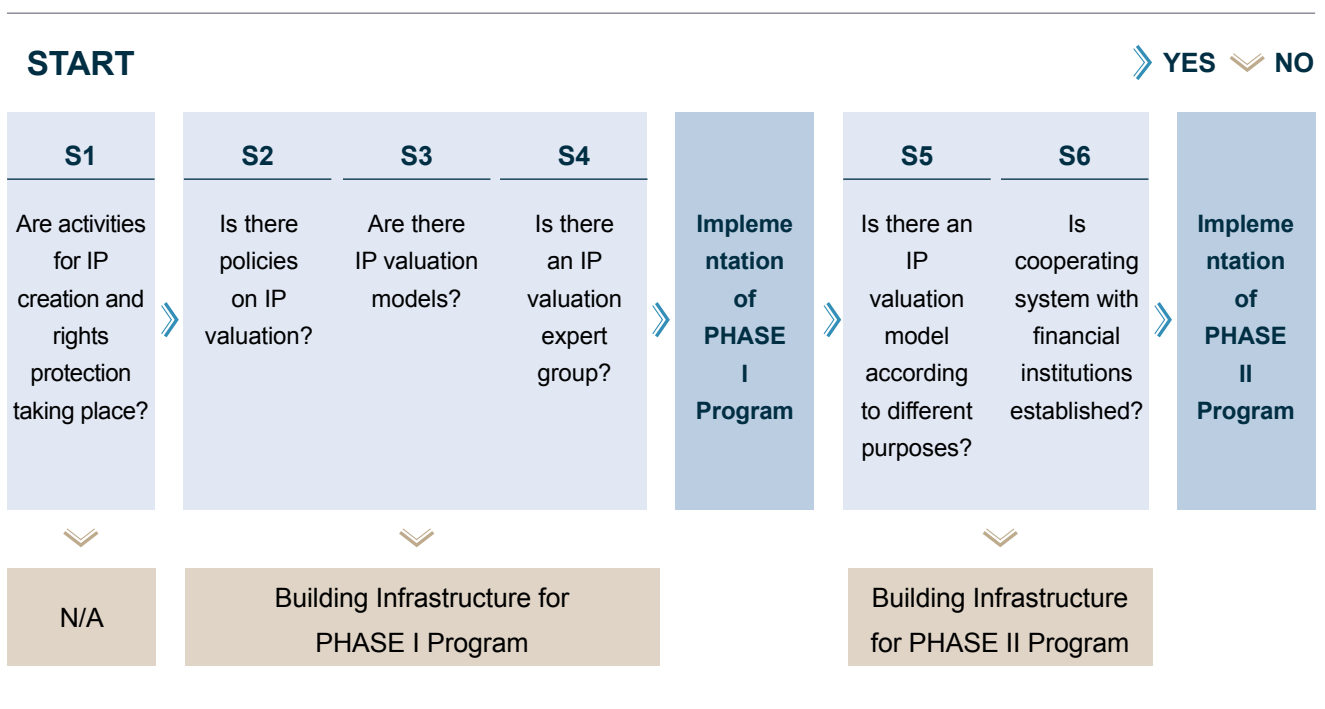 START
YES
NO
S1
Are activities
for IP
creation and
rights
protection
taking place?
S2
Is there
policies
on IP
valuation?
S3
Are there
IP valuation
models?
S4
Is there
an IP
valuation
expert
group?
Impleme
ntation
of
PHASE
I
Program
S5
Is there an
IP
valuation
model
according
to different
purposes?
S6
Is
cooperating
system with
financial
institutions
established?
Impleme
ntation
of
PHASE
II
Program
N/A
Building Infrastructure for
PHASE I Program
Building Infrastructure
for PHASE II Program